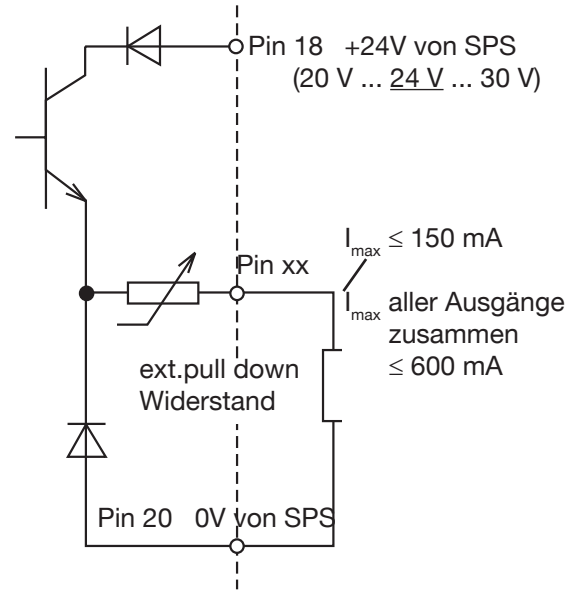 Pin 18 +24V von SPS
(20 V ... 24 V ... 30 V)
Imax ≤ 150 mA
Pin xx
Imax aller Ausgänge
zusammen
≤ 600 mA
ext.pull down
Widerstand
Pin 20 0V von SPS